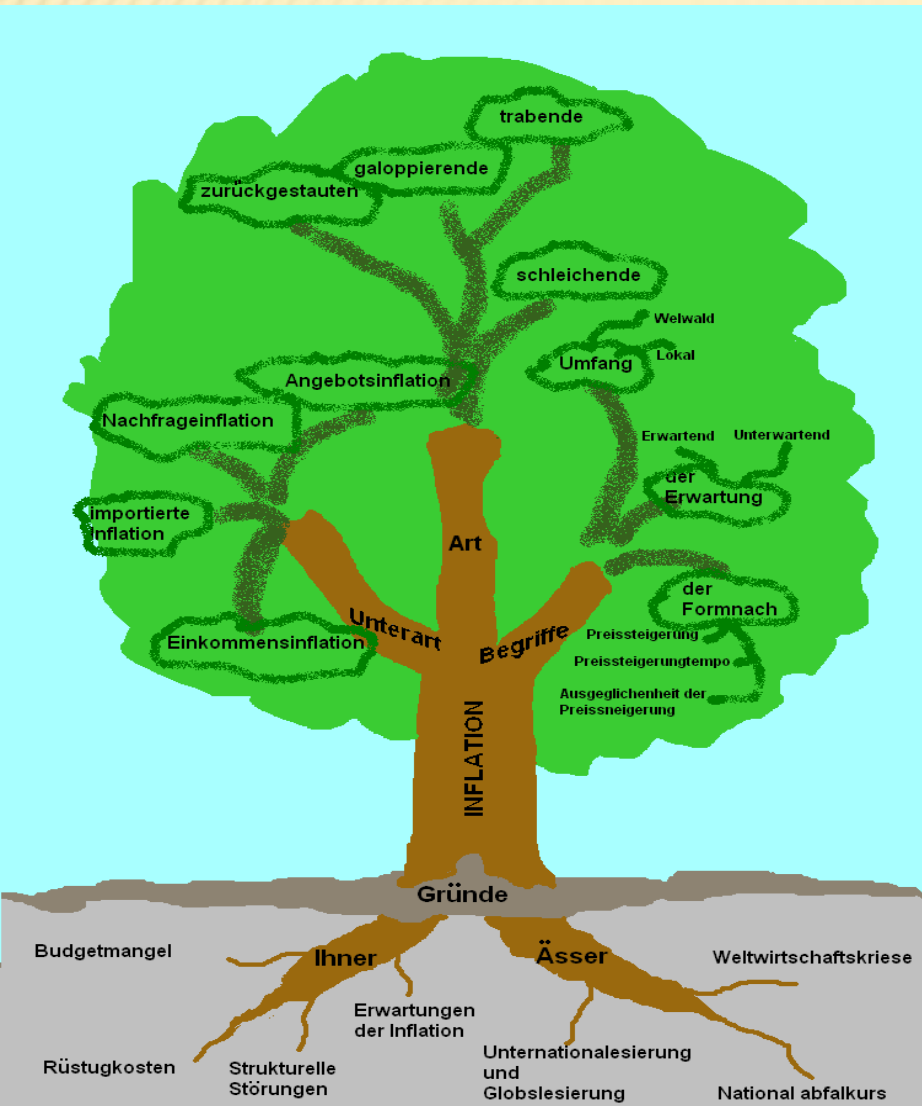 trabende
galoppierende
zurückgestauten
schleichende
Welwald
Lokal
Umfang
Angebotsinflation
Nachfrageinflation
Erwartend
Unterwartend
der
Erwartung
importierte
Inflation
Art
der
Formnach
Unterart
Begriffe
Preissteigerung
Einkommensinflation
Preissteigerungtempo
Ausgeglichenheit der
Preissneigerung
INFLATION
Gründe
Ihner
Ässer
Budgetmangel
Weltwirtschaftskriese
Erwartungen
der Inflation
Rüstugkosten
Strukturelle
Störungen
Unternationalesierung
und
Globslesierung
National abfalkurs